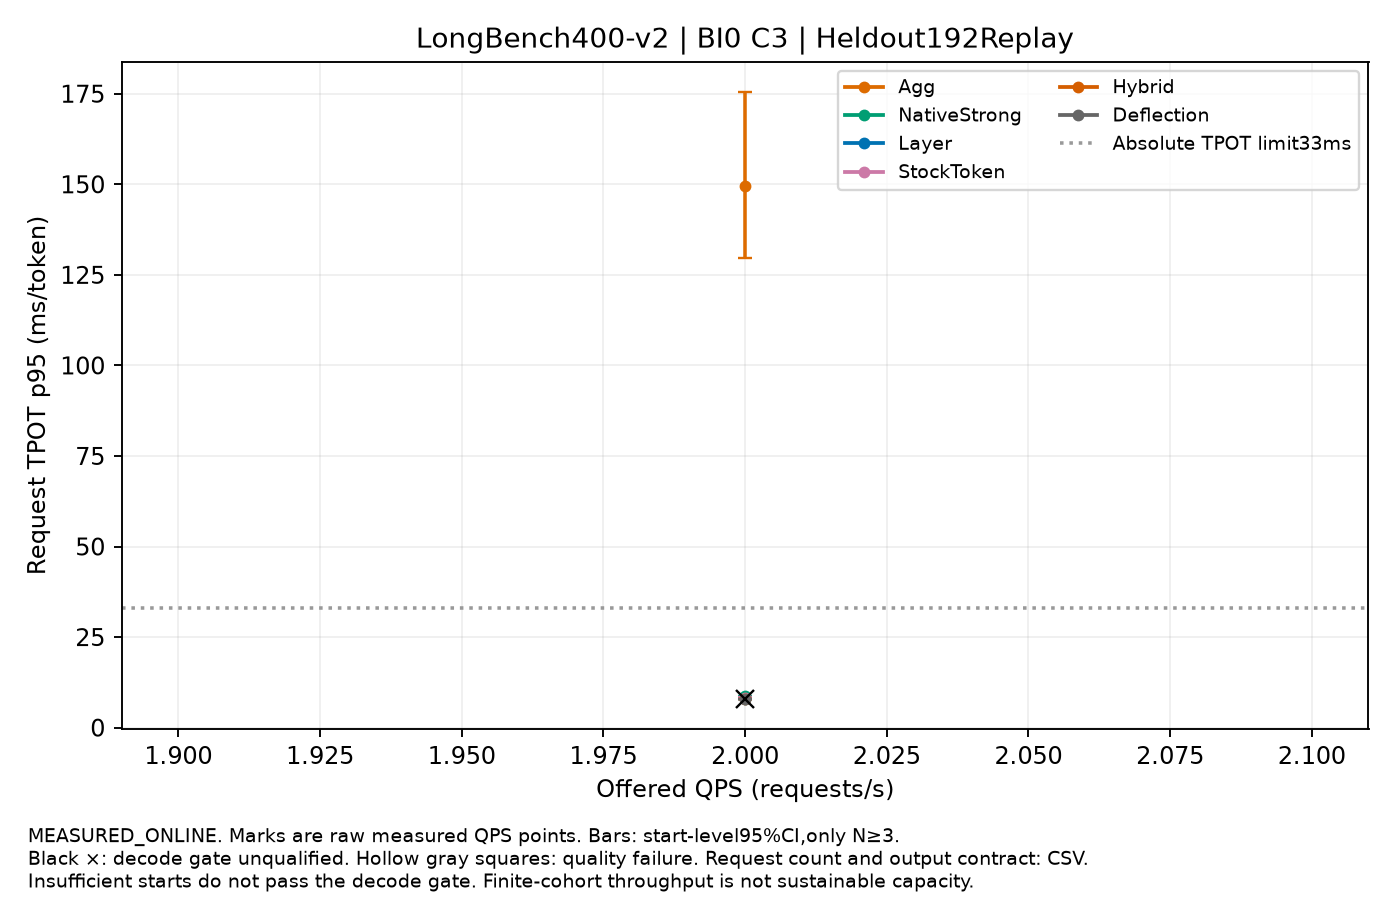 LongBench400-v2 | BI0 C3 | Heldout192Replay
Request TPOT p95 (ms/token)
175
150
125
100
75
50
25
0
Agg
NativeStrong
Layer
StockToken
Hybrid
Deflection
Absolute TPOT limit33ms
1.900 1.925 1.950 1.975 2.000 2.025 2.050 2.075 2.100
Offered QPS (requests/s)
MEASURED_ONLINE. Marks are raw measured QPS points. Bars: start-level95%CI,only N≥3.
Black ×: decode gate unqualified. Hollow gray squares: quality failure. Request count and output contract: CSV.
Insufficient starts do not pass the decode gate. Finite-cohort throughput is not sustainable capacity.